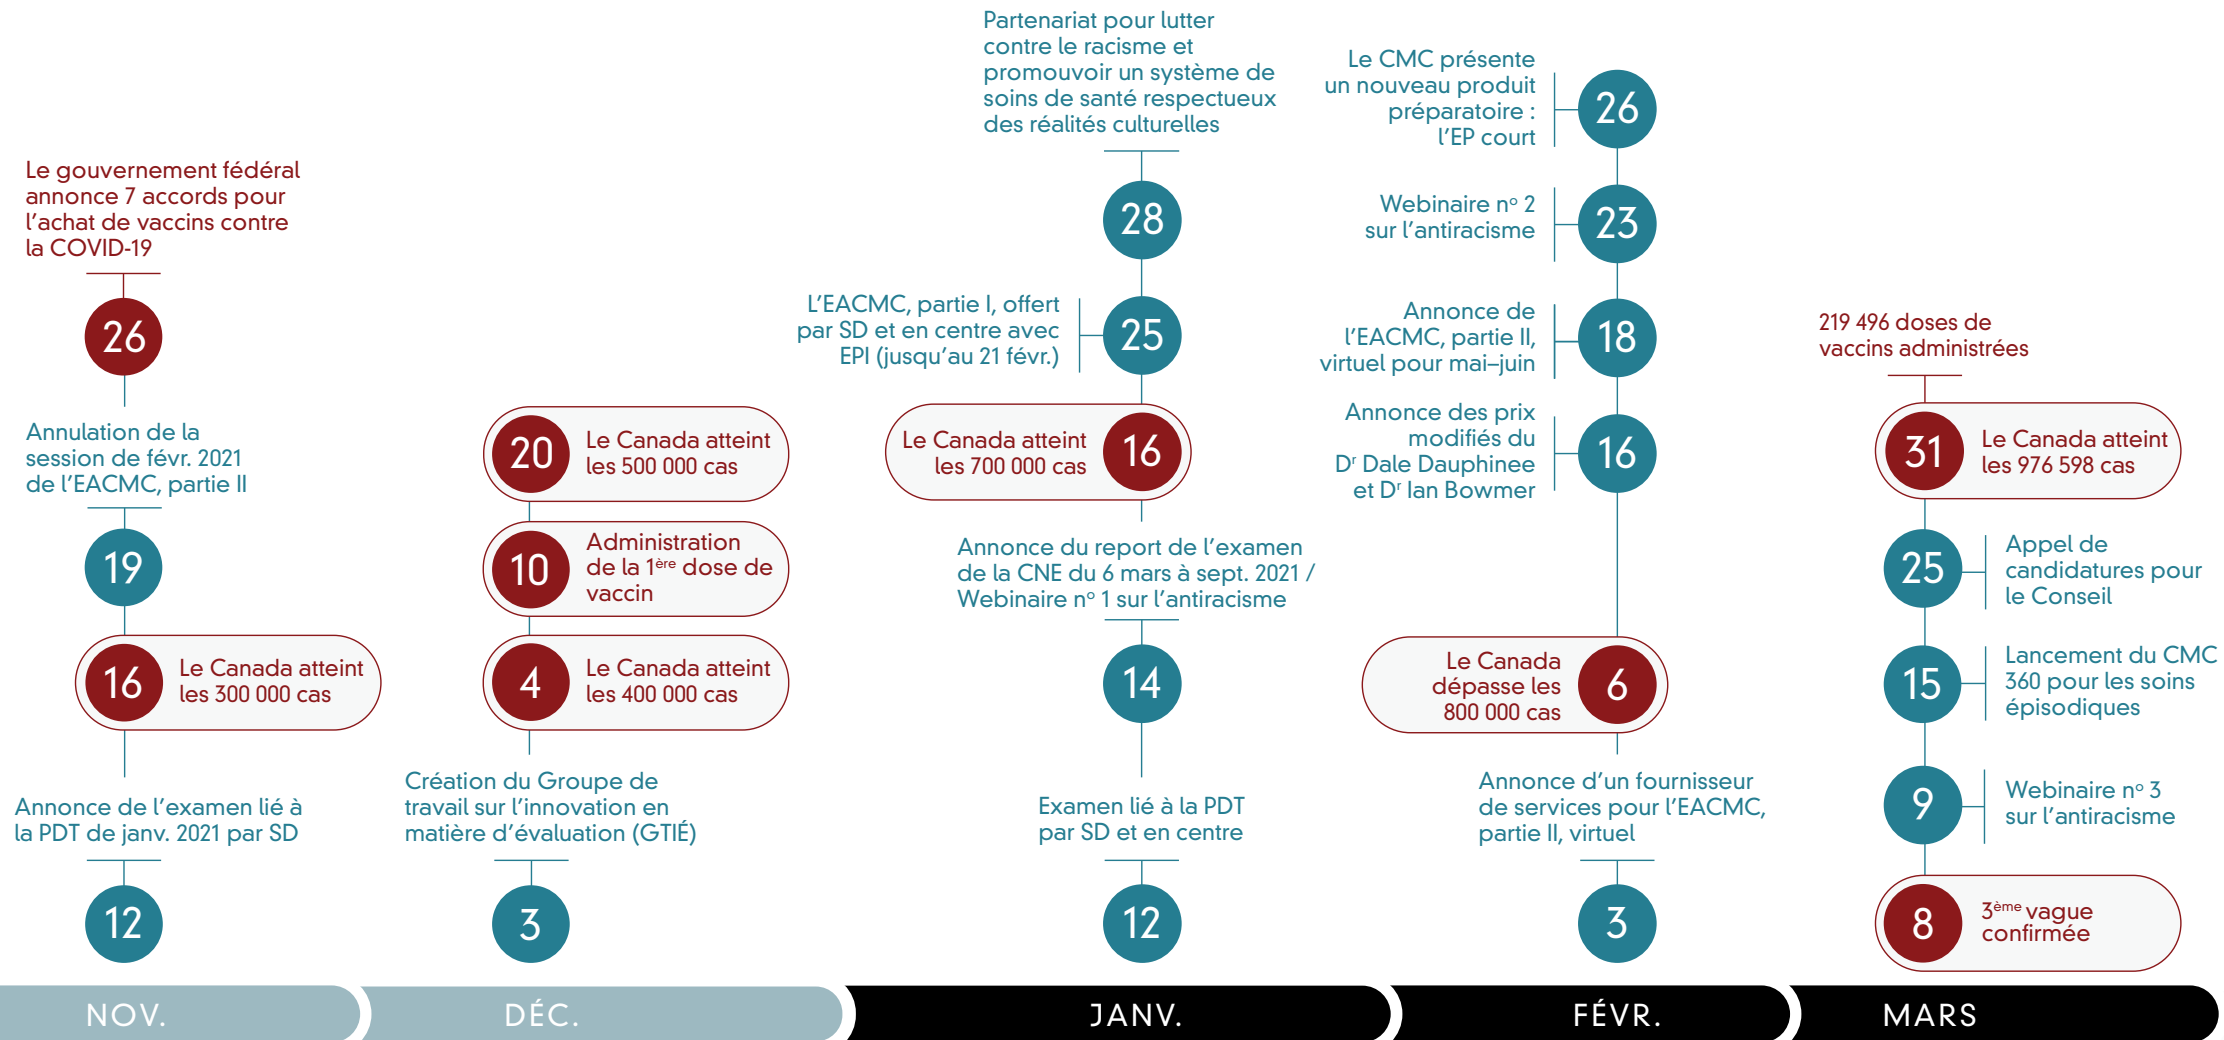 Le gouvernement fédéral
annonce 7 accords pour
l'achat de vaccins contre
la COVID-19
26
Annulation de la
session de févr. 2021
de l'EACMC, partie II
19
16
Le Canada atteint
les 300 000 cas
Annonce de l'examen lié à
la PDT de janv. 2021 par SD
12
NOV.
20
Le Canada atteint
les 500 000 cas
10
Administration
de la 1ère dose de
vaccin
4
Le Canada atteint
les 400 000 cas
Création du Groupe de
travail sur l'innovation en
matière d'évaluation (GTIÉ)
3
DÉC.
Partenariat pour lutter
contre le racisme et
promouvoir un système de
soins de santé respectueux
des réalités culturelles
28
L'EACMC, partie I, offert
par SD et en centre avec
EPI (jusqu'au 21 févr.)
25
Le Canada atteint
les 700 000 cas
16
Annonce du report de l'examen
de la CNE du 6 mars à sept. 2021 /
Webinaire nº 1 sur l'antiracisme
14
Examen lié à la PDT
par SD et en centre
12
JANV.
Le CMC présente
un nouveau produit
préparatoire :
l'EP court
26
Webinaire nº 2
sur l'antiracisme
23
Annonce de
l'EACMC, partie II,
virtuel pour mai–juin
18
Annonce des prix
modifiés du
Dʳ Dale Dauphinee
et Dʳ Ian Bowmer
16
Le Canada
dépasse les
800 000 cas
6
Annonce d'un fournisseur
de services pour l'EACMC,
partie II, virtuel
3
FÉVR.
219 496 doses de
vaccins administrées
31
Le Canada atteint
les 976 598 cas
25
Appel de
candidatures pour
le Conseil
15
Lancement du CMC
360 pour les soins
épisodiques
9
Webinaire nº 3
sur l'antiracisme
8
3ème vague
confirmée
MARS